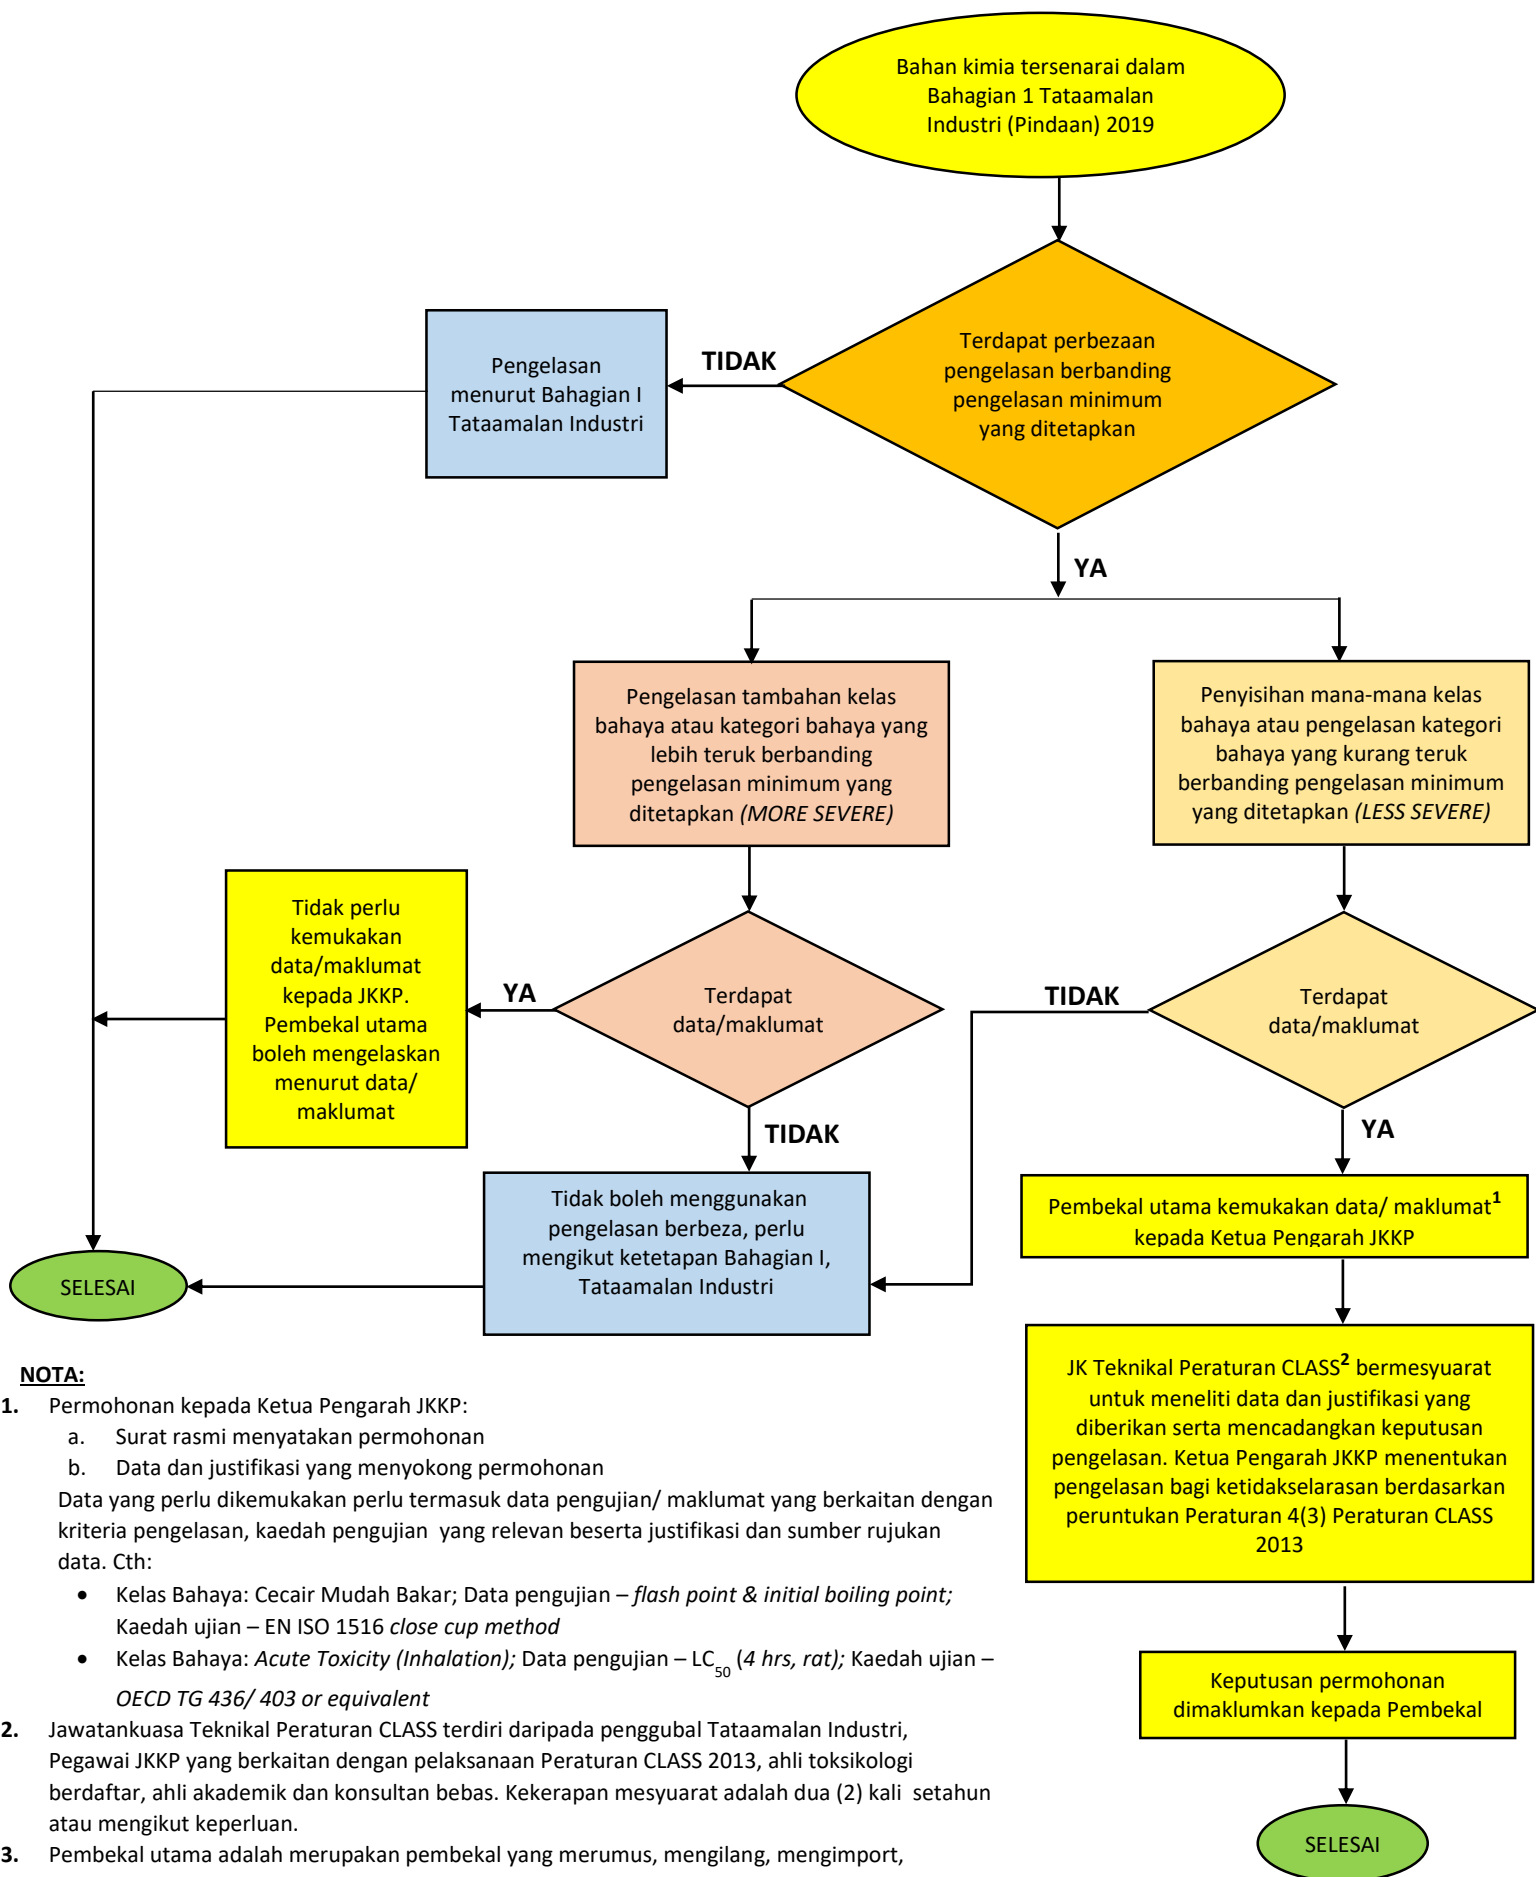 Bahan kimia tersenarai dalam
Bahagian 1 Tataamalan
Industri (Pindaan) 2019
Terdapat perbezaan
pengelasan berbanding
pengelasan minimum
yang ditetapkan
TIDAK
Pengelasan
menurut Bahagian I
Tataamalan Industri
YA
Pengelasan tambahan kelas
bahaya atau kategori bahaya yang
lebih teruk berbanding
pengelasan minimum yang
ditetapkan (MORE SEVERE)
Penyisihan mana-mana kelas
bahaya atau pengelasan kategori
bahaya yang kurang teruk
berbanding pengelasan minimum
yang ditetapkan (LESS SEVERE)
Tidak perlu
kemukakan
data/maklumat
kepada JKKP.
Pembekal utama
boleh mengelaskan
menurut data/
maklumat
YA
Terdapat
data/maklumat
TIDAK
TIDAK
Terdapat
data/maklumat
YA
Tidak boleh menggunakan
pengelasan berbeza, perlu
mengikut ketetapan Bahagian I,
Tataamalan Industri
SELESAI
Pembekal utama kemukakan data/ maklumat1
kepada Ketua Pengarah JKKP
JK Teknikal Peraturan CLASS2 bermesyuarat
untuk meneliti data dan justifikasi yang
diberikan serta mencadangkan keputusan
pengelasan. Ketua Pengarah JKKP menentukan
pengelasan bagi ketidakselarasan berdasarkan
peruntukan Peraturan 4(3) Peraturan CLASS
2013
Keputusan permohonan
dimaklumkan kepada Pembekal
SELESAI
NOTA:
1. Permohonan kepada Ketua Pengarah JKKP:
a. Surat rasmi menyatakan permohonan
b. Data dan justifikasi yang menyokong permohonan
Data yang perlu dikemukakan perlu termasuk data pengujian/ maklumat yang berkaitan dengan
kriteria pengelasan, kaedah pengujian yang relevan beserta justifikasi dan sumber rujukan
data. Cth:
• Kelas Bahaya: Cecair Mudah Bakar; Data pengujian – flash point & initial boiling point;
Kaedah ujian – EN ISO 1516 close cup method
• Kelas Bahaya: Acute Toxicity (Inhalation); Data pengujian – LC50 (4 hrs, rat); Kaedah ujian –
OECD TG 436/ 403 or equivalent
2. Jawatankuasa Teknikal Peraturan CLASS terdiri daripada penggubal Tataamalan Industri,
Pegawai JKKP yang berkaitan dengan pelaksanaan Peraturan CLASS 2013, ahli toksikologi
berdaftar, ahli akademik dan konsultan bebas. Kekerapan mesyuarat adalah dua (2) kali setahun
atau mengikut keperluan.
3. Pembekal utama adalah merupakan pembekal yang merumus, mengilang, mengimport,